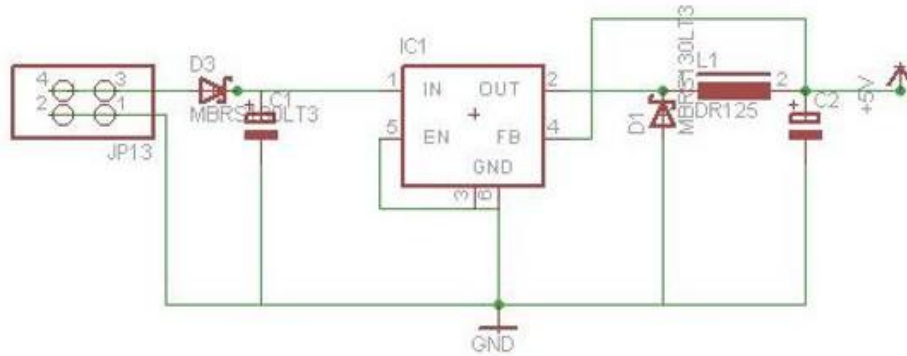 D3
IC1
L1
4
3
2
1
JP13
MBRS130LT3
C1
+
1
IN
OUT
2
5
EN
FB
4
GND
3
6
D1
MBRS130LT3
DR125
2
+
C2
+5V
GND